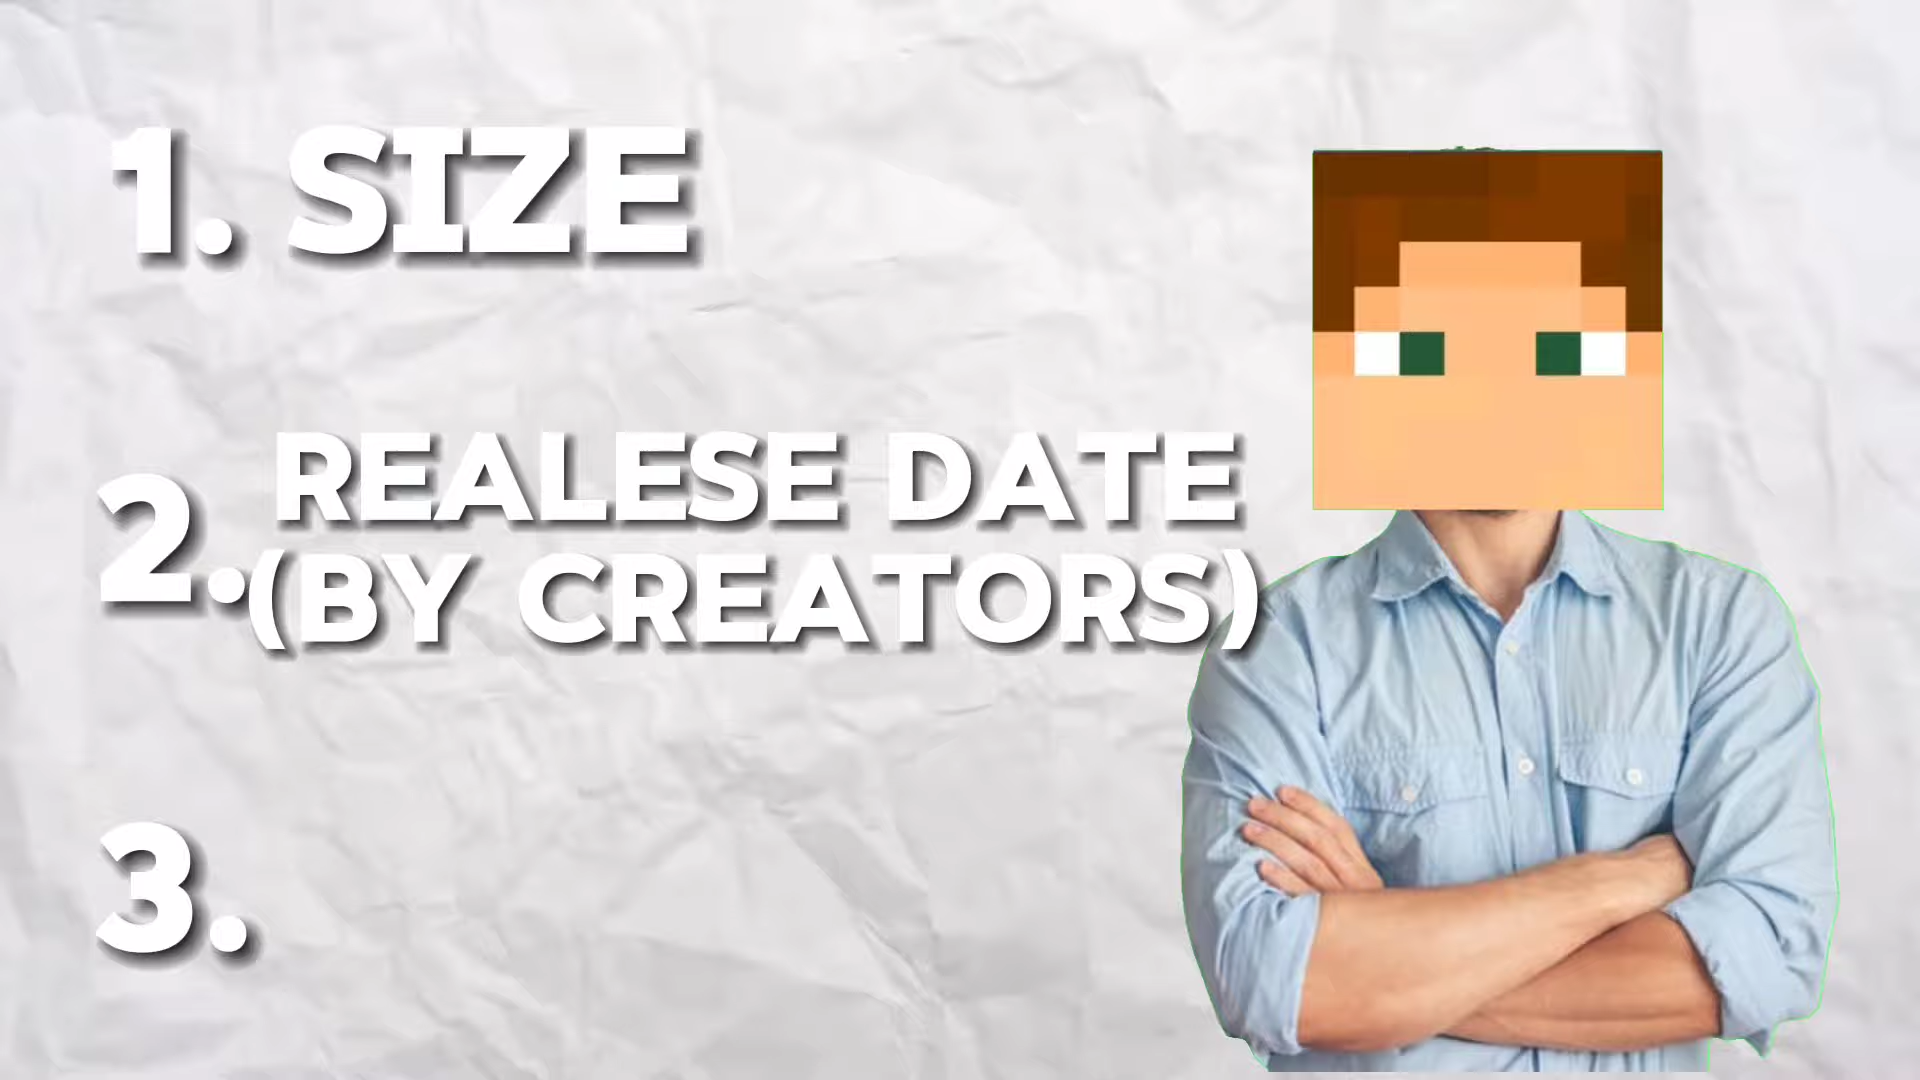 1. SIZE
2. REALESE DATE
(BY CREATORS)
3.